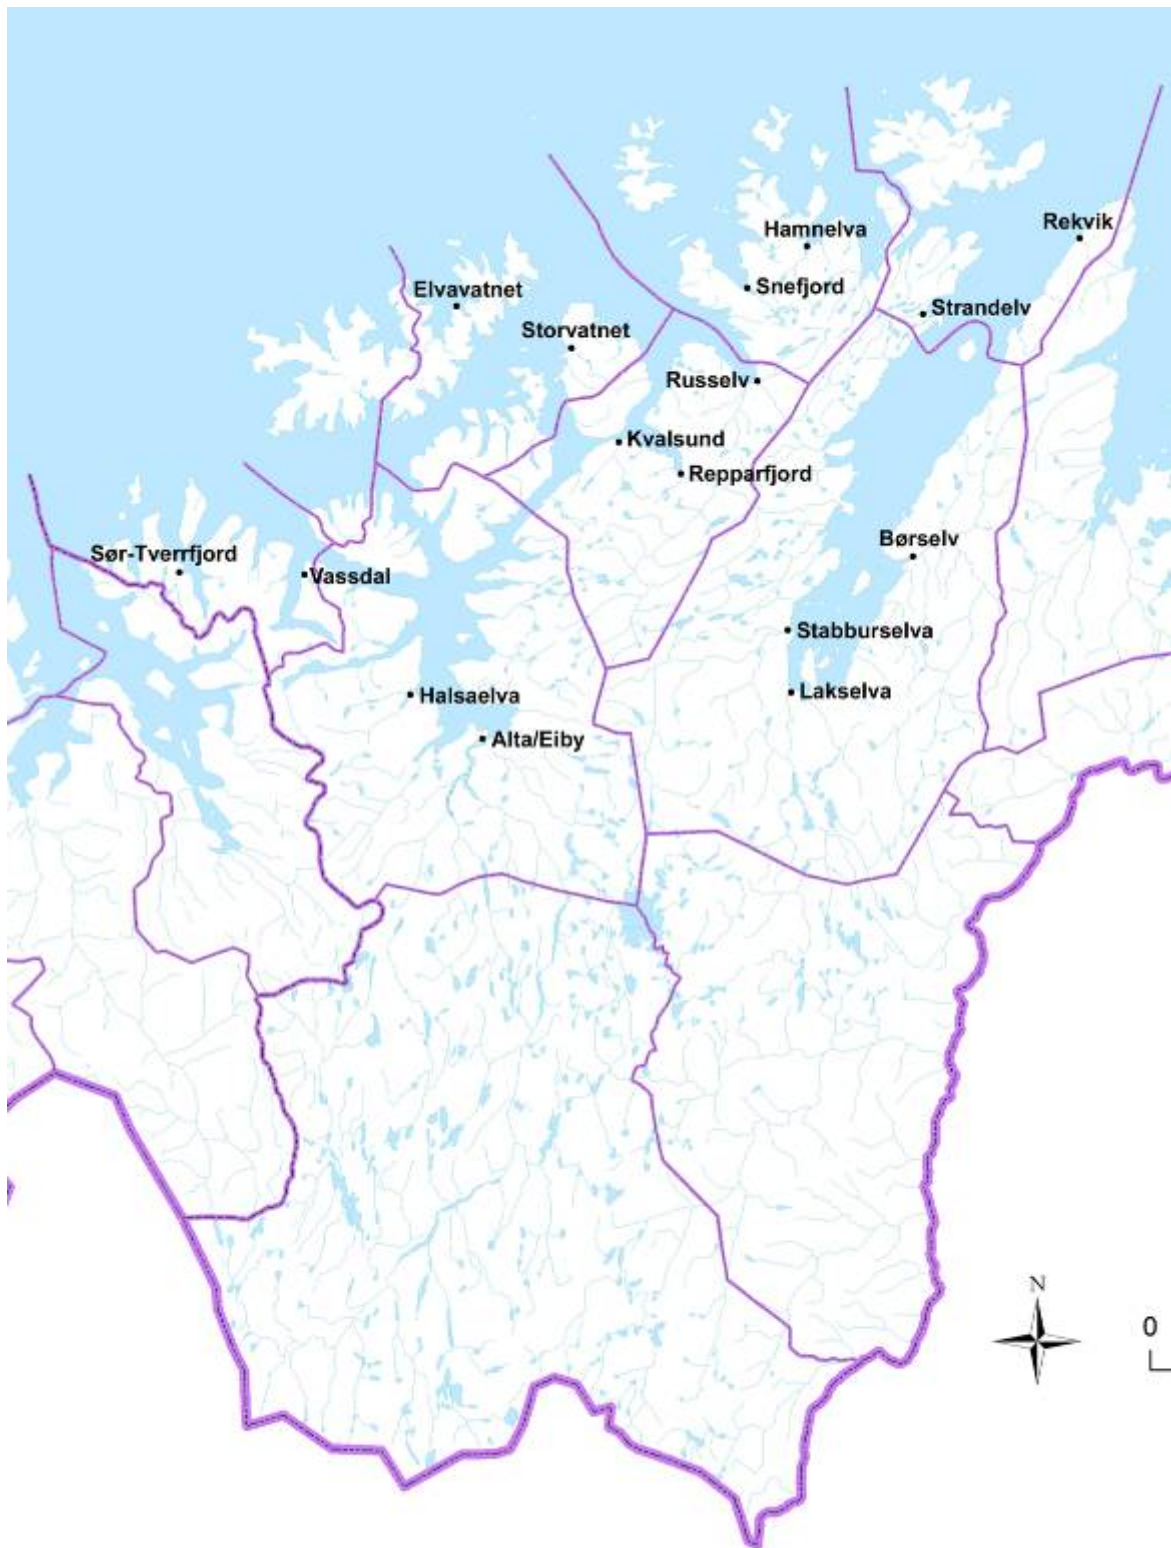 Rekvik
Hamnelva
Snefjord
Elvavatnet
Strandelv
Storvatnet
Russelv
Kvalsund
Repparfjord
Børselv
Sør-Tverrfjord
Vassdal
Stabburselva
Halsaelva
Lakselva
Alta/Eiby
N
0